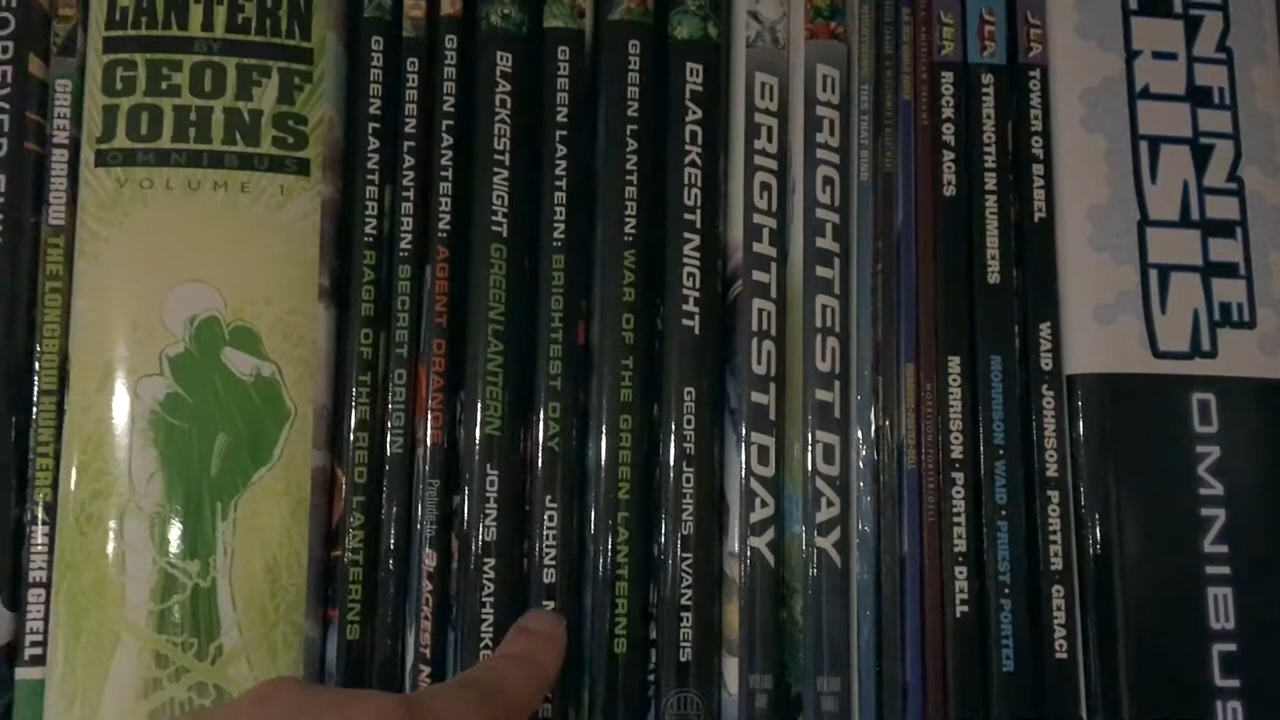 FOREVER EVIL
GREEN ARROW THE LONGBOW HUNTERS MIKE GRELL
LANTERN
BY
GEOFF
JOHNS
OMNIBUS
VOLUME 1
GREEN LANTERN: RAGE OF THE RED LANTERNS
GREEN LANTERN: SECRET ORIGIN
GREEN LANTERN: AGENT ORANGE Prelude to BLACKEST
BLACKEST NIGHT GREEN LANTERN JOHNS MAHNKE
GREEN LANTERN: BRIGHTEST DAY JOHNS
GREEN LANTERN: WAR OF THE GREEN LANTERNS
BLACKEST NIGHT GEOFF JOHNS IVAN REIS
BRIGHTEST DAY
BRIGHTEST DAY
TIES THAT BIND
JLA ROCK OF AGES MORRISON · PORTER · DELL
JLA STRENGTH IN NUMBERS MORRISON · WAID · PRIEST · PORTER
JLA TOWER OF BABEL WAID · JOHNSON · PORTER · GERACI
INFINITE
CRISIS
OMNIBUS